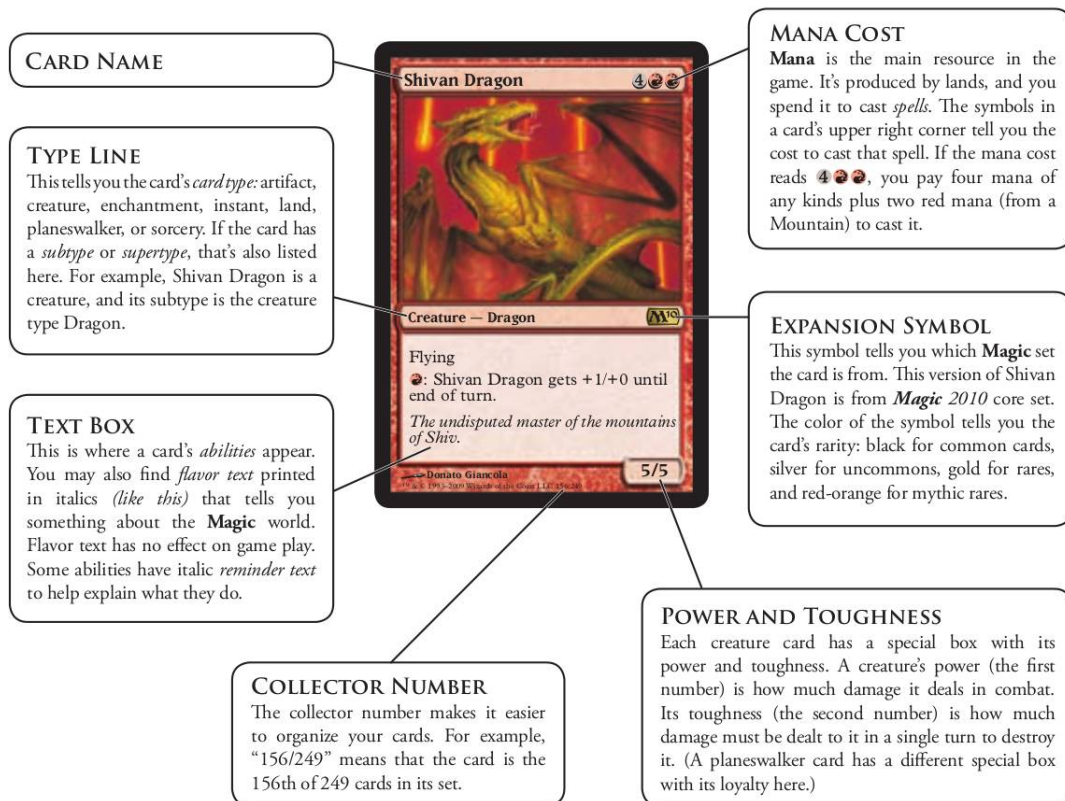 CARD NAME
TYPE LINE
This tells you the card's card type: artifact,
creature, enchantment, instant, land,
planeswalker, or sorcery. If the card has
a subtype or supertype, that's also listed
here. For example, Shivan Dragon is a
creature, and its subtype is the creature
type Dragon.
TEXT BOX
This is where a card's abilities appear.
You may also find flavor text printed
in italics (like this) that tells you
something about the Magic world.
Flavor text has no effect on game play.
Some abilities have italic reminder text
to help explain what they do.
Shivan Dragon 4
Creature — Dragon M10
Flying
: Shivan Dragon gets +1/+0 until
end of turn.
The undisputed master of the mountains
of Shiv.
Donato Giancola
5/5
™ & © 1993–2009 Wizards of the Coast LLC 156/249
MANA COST
Mana is the main resource in the
game. It's produced by lands, and you
spend it to cast spells. The symbols in
a card's upper right corner tell you the
cost to cast that spell. If the mana cost
reads 4, you pay four mana of
any kinds plus two red mana (from a
Mountain) to cast it.
EXPANSION SYMBOL
This symbol tells you which Magic set
the card is from. This version of Shivan
Dragon is from Magic 2010 core set.
The color of the symbol tells you the
card's rarity: black for common cards,
silver for uncommons, gold for rares,
and red-orange for mythic rares.
COLLECTOR NUMBER
The collector number makes it easier
to organize your cards. For example,
“156/249” means that the card is the
156th of 249 cards in its set.
POWER AND TOUGHNESS
Each creature card has a special box with its
power and toughness. A creature's power (the first
number) is how much damage it deals in combat.
Its toughness (the second number) is how much
damage must be dealt to it in a single turn to destroy
it. (A planeswalker card has a different special box
with its loyalty here.)